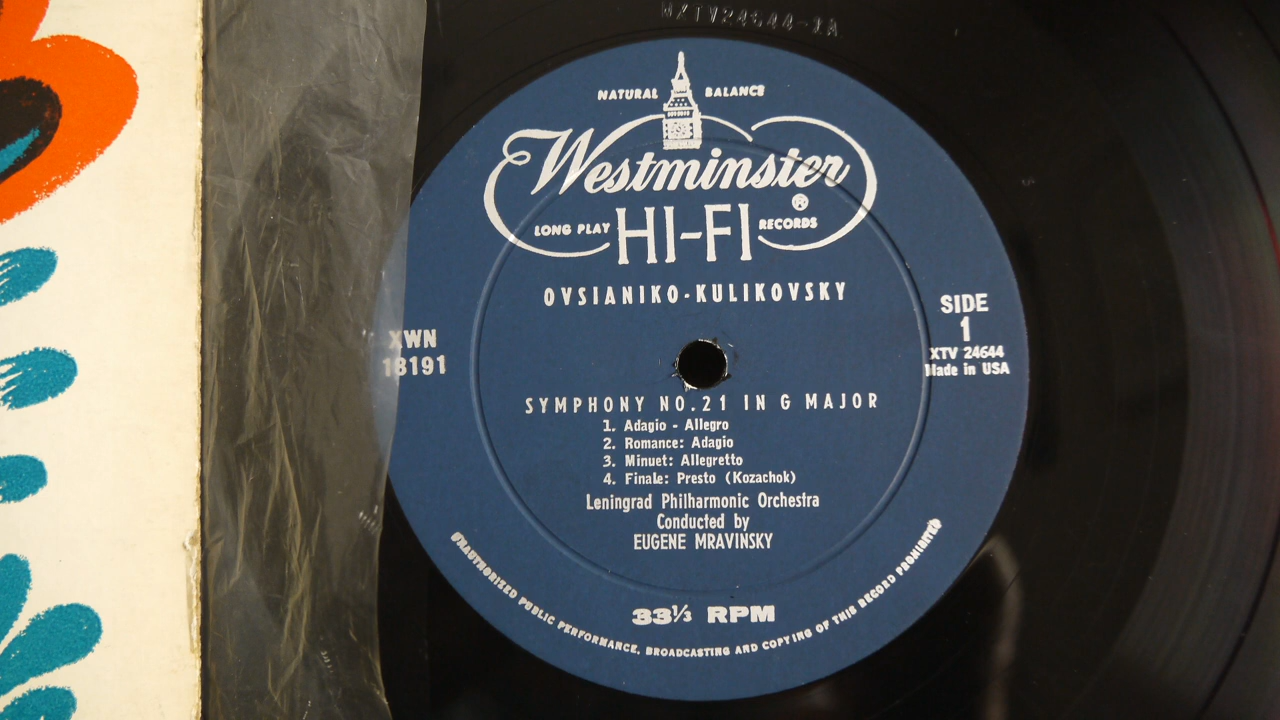 WXTV24644-1A
NATURAL BALANCE
Westminster
®
LONG PLAY HI-FI RECORDS
OVSIANIKO-KULIKOVSKY
XWN
18191
SIDE
1
XTV 24644
Made in USA
SYMPHONY NO.21 IN G MAJOR
1. Adagio - Allegro
2. Romance: Adagio
3. Minuet: Allegretto
4. Finale: Presto (Kozachok)
Leningrad Philharmonic Orchestra
Conducted by
EUGENE MRAVINSKY
33⅓ RPM
UNAUTHORIZED PUBLIC PERFORMANCE, BROADCASTING AND COPYING OF THIS RECORD PROHIBITED